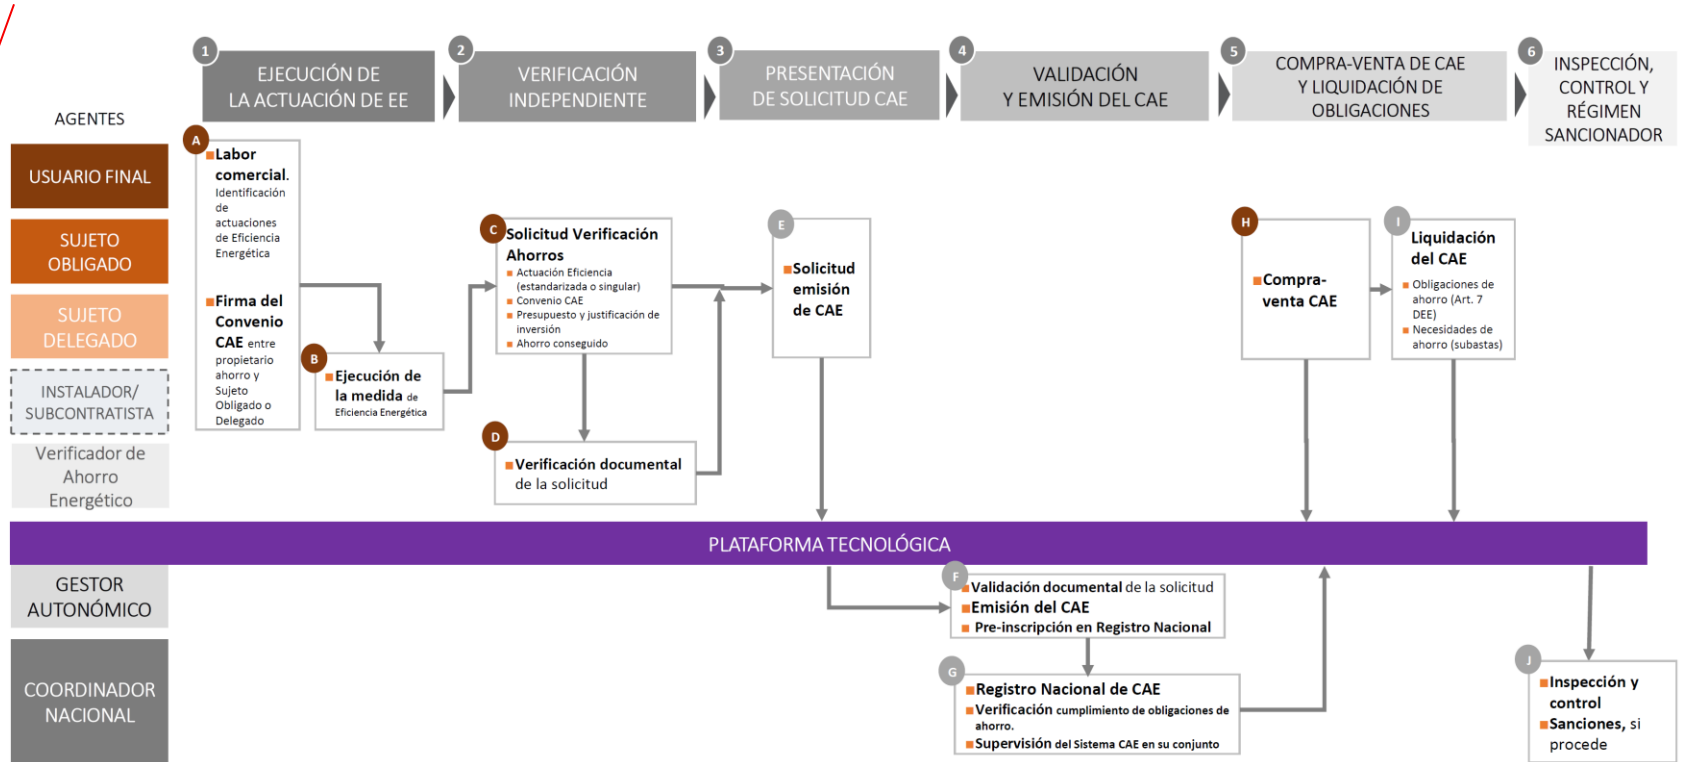 1
EJECUCIÓN DE
LA ACTUACIÓN DE EE
2
VERIFICACIÓN
INDEPENDIENTE
3
PRESENTACIÓN
DE SOLICITUD CAE
4
VALIDACIÓN
Y EMISIÓN DEL CAE
5
COMPRA-VENTA DE CAE
Y LIQUIDACIÓN DE
OBLIGACIONES
6
INSPECCIÓN,
CONTROL Y
RÉGIMEN
SANCIONADOR
AGENTES
USUARIO FINAL
SUJETO
OBLIGADO
SUJETO
DELEGADO
INSTALADOR/
SUBCONTRATISTA
Verificador de
Ahorro
Energético
A
Labor
comercial.
Identificación
de
actuaciones
de Eficiencia
Energética
Firma del
Convenio
CAE entre
propietario
ahorro y
Sujeto
Obligado o
Delegado
B
Ejecución de
la medida de
Eficiencia Energética
C
Solicitud Verificación
Ahorros
Actuación Eficiencia
(estandarizada o singular)
Convenio CAE
Presupuesto y justificación de
inversión
Ahorro conseguido
D
Verificación documental
de la solicitud
E
Solicitud
emisión
de CAE
H
Compra-
venta CAE
I
Liquidación
del CAE
Obligaciones de
ahorro (Art. 7
DEE)
Necesidades de
ahorro (subastas)
PLATAFORMA TECNOLÓGICA
GESTOR
AUTONÓMICO
COORDINADOR
NACIONAL
F
Validación documental de la solicitud
Emisión del CAE
Pre-inscripción en Registro Nacional
G
Registro Nacional de CAE
Verificación cumplimiento de obligaciones de
ahorro.
Supervisión del Sistema CAE en su conjunto
J
Inspección y
control
Sanciones, si
procede